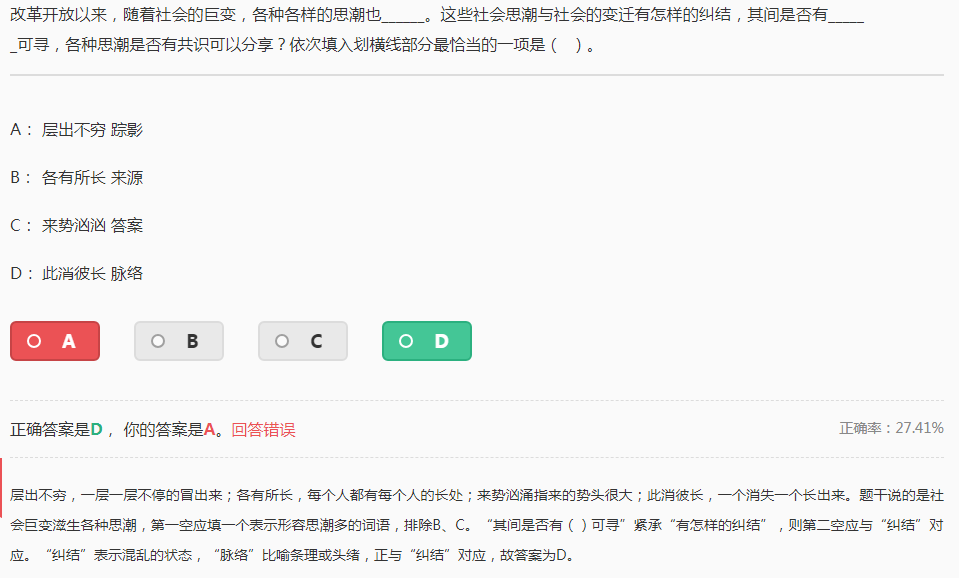 改革开放以来，随着社会的巨变，各种各样的思潮也______。这些社会思潮与社会的变迁有怎样的纠结，其间是否有_____
_可寻，各种思潮是否有共识可以分享？依次填入划横线部分最恰当的一项是（　）。
A： 层出不穷 踪影
B： 各有所长 来源
C： 来势汹汹 答案
D： 此消彼长 脉络
A B C D
正确答案是D， 你的答案是A。回答错误 正确率：27.41%
层出不穷，一层一层不停的冒出来；各有所长，每个人都有每个人的长处；来势汹涌指来的势头很大；此消彼长，一个消失一个长出来。题干说的是社
会巨变滋生各种思潮，第一空应填一个表示形容思潮多的词语，排除B、C。“其间是否有（ ）可寻”紧承“有怎样的纠结”，则第二空应与“纠结”对
应。“纠结”表示混乱的状态，“脉络”比喻条理或头绪，正与“纠结”对应，故答案为D。